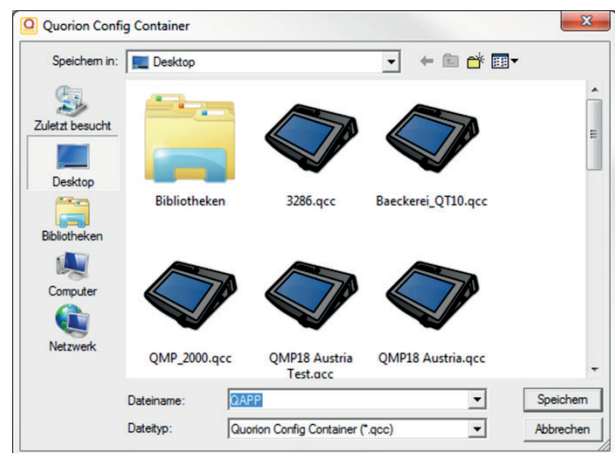 Quorion Config Container
Speichern in:
Desktop
Zuletzt besucht
Desktop
Bibliotheken
Computer
Netzwerk
Bibliotheken
3286.qcc
Baeckerei_QT10.qcc
QMP_2000.qcc
QMP18 Austria
Test.qcc
QMP18 Austria.qcc
Dateiname:
QAPP
Speichern
Dateityp:
Quorion Config Container (*.qcc)
Abbrechen